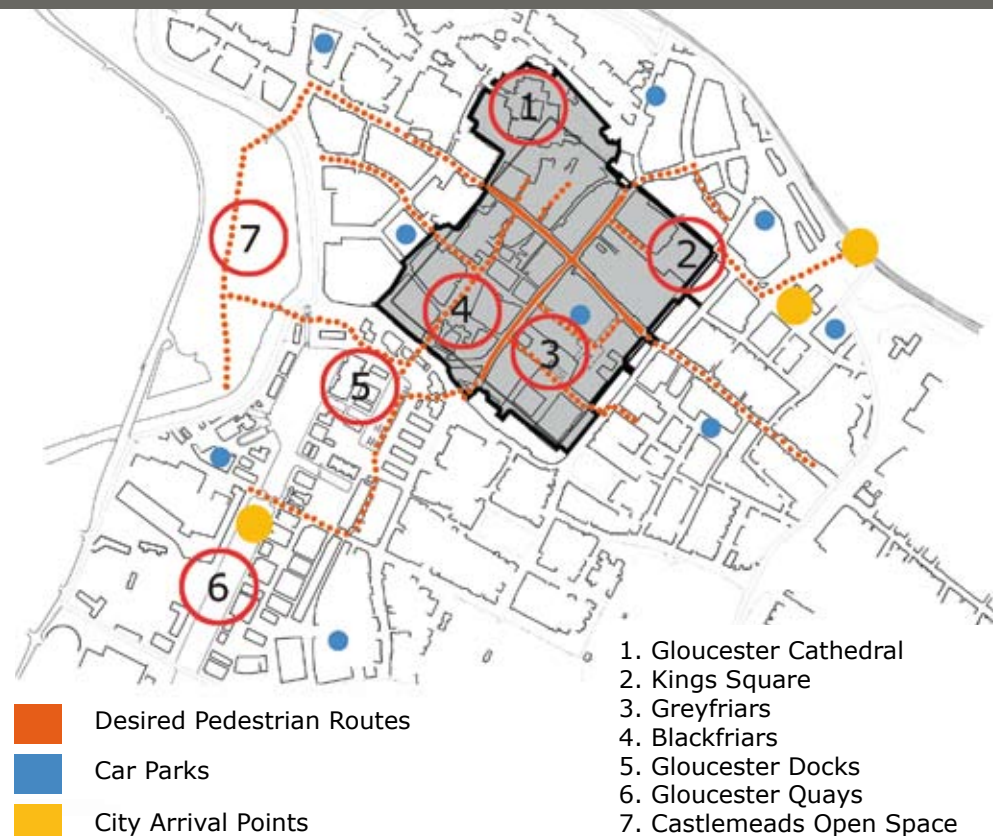 1
2
7
4
3
5
6
Desired Pedestrian Routes
Car Parks
City Arrival Points
1. Gloucester Cathedral
2. Kings Square
3. Greyfriars
4. Blackfriars
5. Gloucester Docks
6. Gloucester Quays
7. Castlemeads Open Space